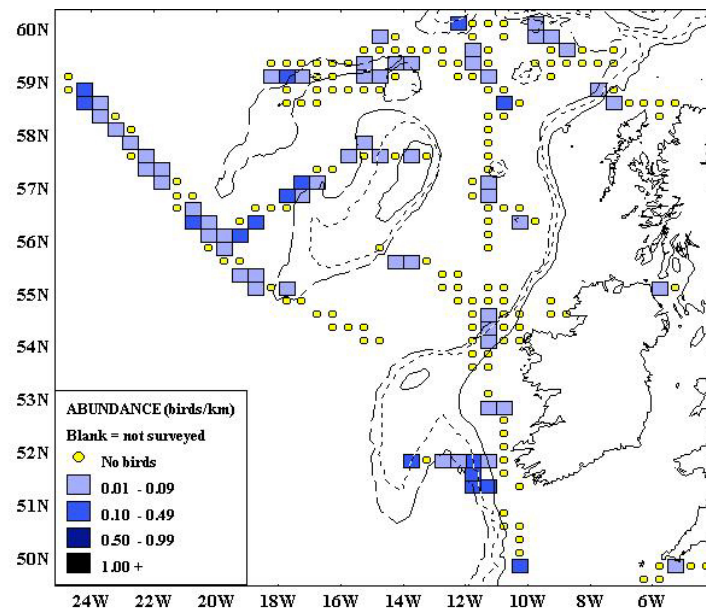 60N
59N
58N
57N
56N
55N
54N
53N
52N
51N
50N
ABUNDANCE (birds/km)
Blank = not surveyed
No birds
0.01 - 0.09
0.10 - 0.49
0.50 - 0.99
1.00 +
24W 22W 20W 18W 16W 14W 12W 10W 8W 6W